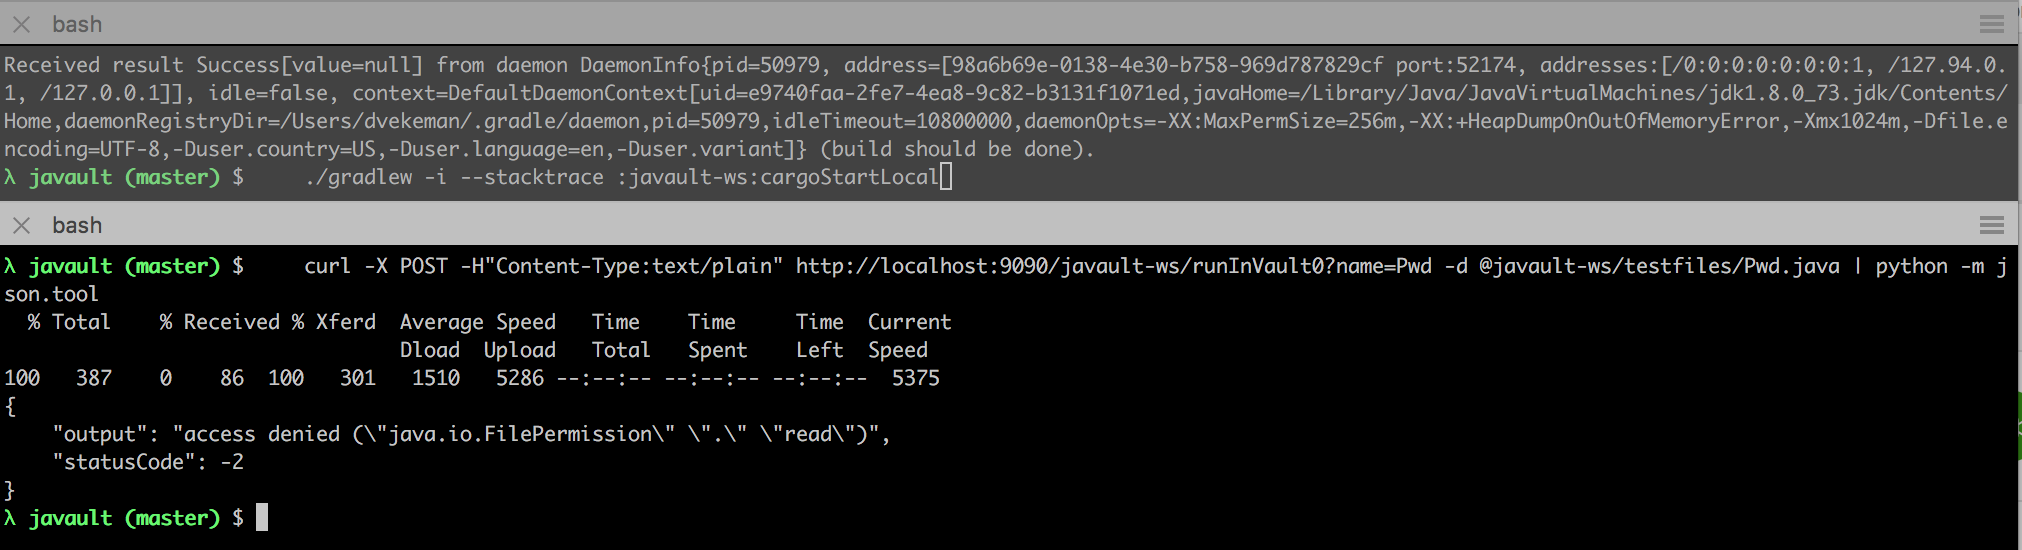 bash
Received result Success[value=null] from daemon DaemonInfo{pid=50979, address=[98a6b69e-0138-4e30-b758-969d787829cf port:52174, addresses:[/0:0:0:0:0:0:0:1, /127.94.0.
1, /127.0.0.1]], idle=false, context=DefaultDaemonContext[uid=e9740faa-2fe7-4ea8-9c82-b3131f1071ed,javaHome=/Library/Java/JavaVirtualMachines/jdk1.8.0_73.jdk/Contents/
Home,daemonRegistryDir=/Users/dvekeman/.gradle/daemon,pid=50979,idleTimeout=10800000,daemonOpts=-XX:MaxPermSize=256m,-XX:+HeapDumpOnOutOfMemoryError,-Xmx1024m,-Dfile.e
ncoding=UTF-8,-Duser.country=US,-Duser.language=en,-Duser.variant]} (build should be done).
λ javault (master) $     ./gradlew -i --stacktrace :javault-ws:cargoStartLocal
bash
λ javault (master) $     curl -X POST -H"Content-Type:text/plain" http://localhost:9090/javault-ws/runInVault0?name=Pwd -d @javault-ws/testfiles/Pwd.java | python -m j
son.tool
  % Total    % Received % Xferd  Average Speed   Time    Time     Time  Current
                                 Dload  Upload   Total   Spent    Left  Speed
100   387    0    86  100   301   1510   5286 --:--:-- --:--:-- --:--:--  5375
{
    "output": "access denied (\"java.io.FilePermission\" \".\" \"read\")",
    "statusCode": -2
}
λ javault (master) $